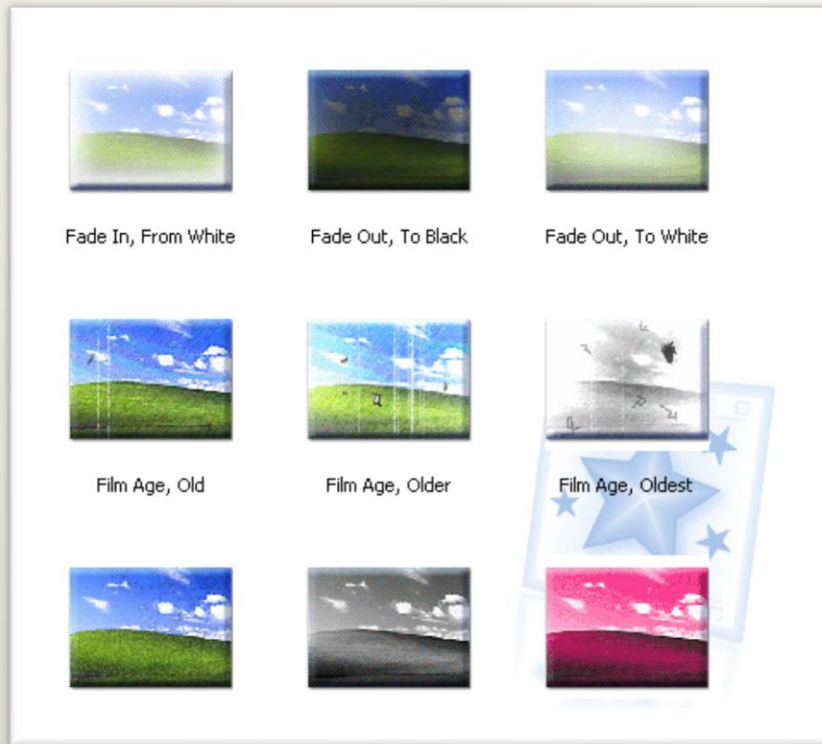 Fade In, From White
Fade Out, To Black
Fade Out, To White
Film Age, Old
Film Age, Older
Film Age, Oldest